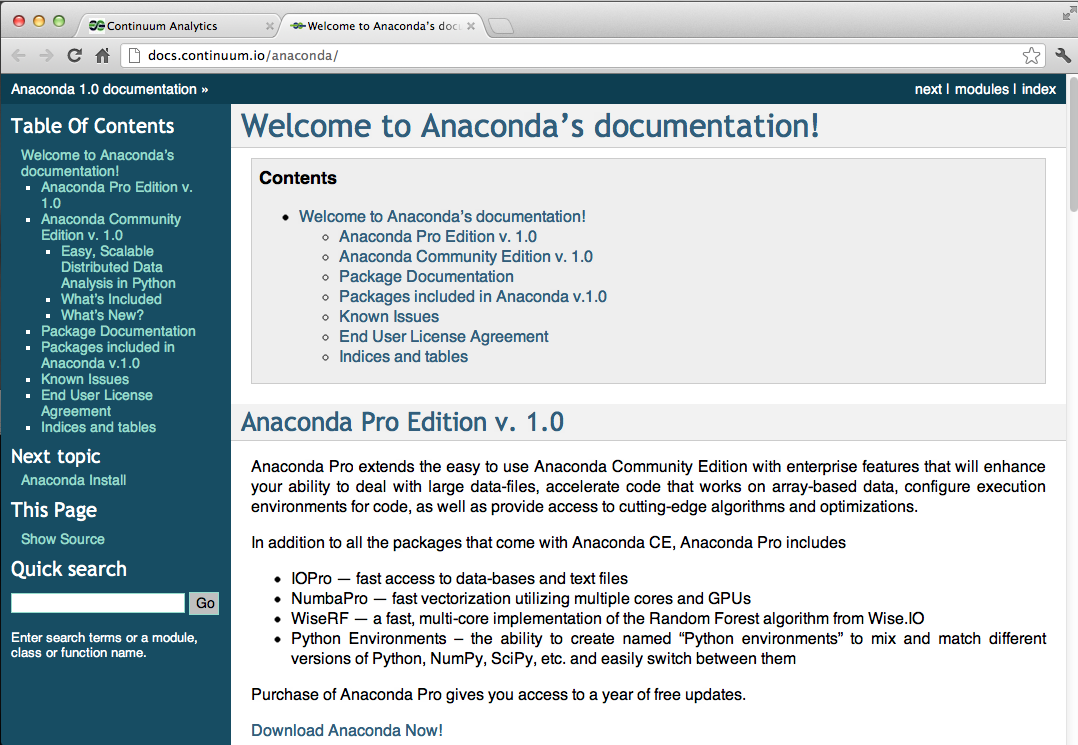 Continuum Analytics
Welcome to Anaconda's doc
docs.continuum.io/anaconda/
Anaconda 1.0 documentation »
next | modules | index
Table Of Contents
Welcome to Anaconda's
documentation!
Anaconda Pro Edition v.
1.0
Anaconda Community
Edition v. 1.0
Easy, Scalable
Distributed Data
Analysis in Python
What's Included
What's New?
Package Documentation
Packages included in
Anaconda v.1.0
Known Issues
End User License
Agreement
Indices and tables
Next topic
Anaconda Install
This Page
Show Source
Quick search
Go
Enter search terms or a module,
class or function name.
Welcome to Anaconda's documentation!
Contents
Welcome to Anaconda's documentation!
Anaconda Pro Edition v. 1.0
Anaconda Community Edition v. 1.0
Package Documentation
Packages included in Anaconda v.1.0
Known Issues
End User License Agreement
Indices and tables
Anaconda Pro Edition v. 1.0
Anaconda Pro extends the easy to use Anaconda Community Edition with enterprise features that will enhance
your ability to deal with large data-files, accelerate code that works on array-based data, configure execution
environments for code, as well as provide access to cutting-edge algorithms and optimizations.
In addition to all the packages that come with Anaconda CE, Anaconda Pro includes
IOPro — fast access to data-bases and text files
NumbaPro — fast vectorization utilizing multiple cores and GPUs
WiseRF — a fast, multi-core implementation of the Random Forest algorithm from Wise.IO
Python Environments – the ability to create named “Python environments” to mix and match different
versions of Python, NumPy, SciPy, etc. and easily switch between them
Purchase of Anaconda Pro gives you access to a year of free updates.
Download Anaconda Now!